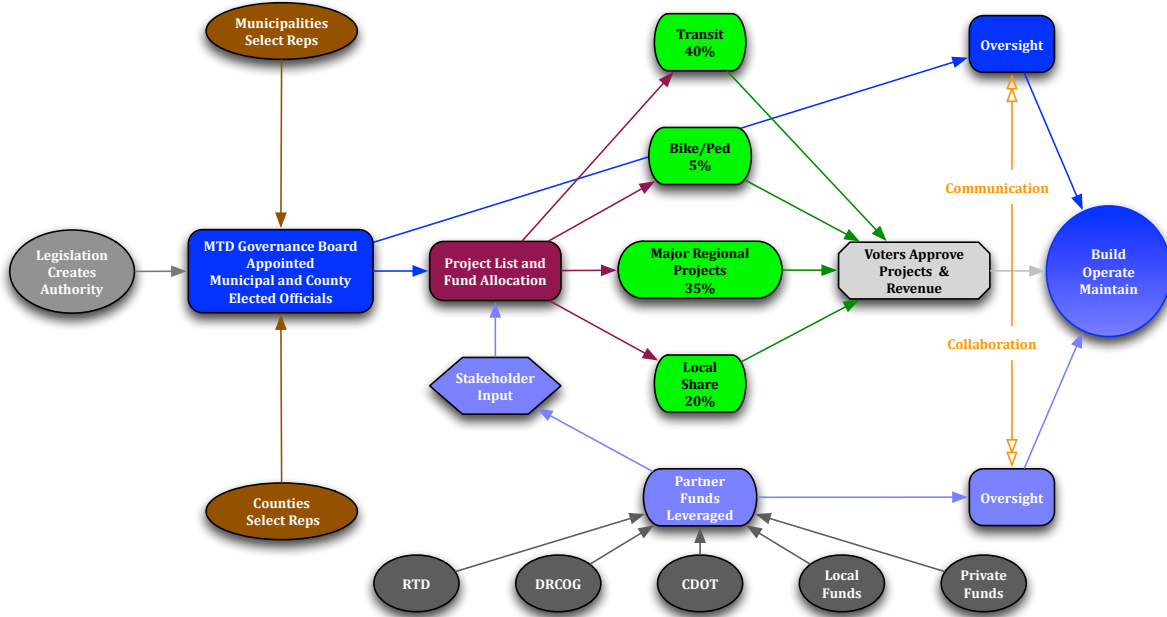 Municipalities
Select Reps
Transit
40%
Oversight
Bike/Ped
5%
Communication
Legislation
Creates
Authority
MTD Governance Board
Appointed
Municipal and County
Elected Officials
Project List and
Fund Allocation
Major Regional
Projects
35%
Voters Approve
Projects &
Revenue
Build
Operate
Maintain
Collaboration
Stakeholder
Input
Local
Share
20%
Counties
Select Reps
Partner
Funds
Leveraged
Oversight
RTD
DRCOG
CDOT
Local
Funds
Private
Funds